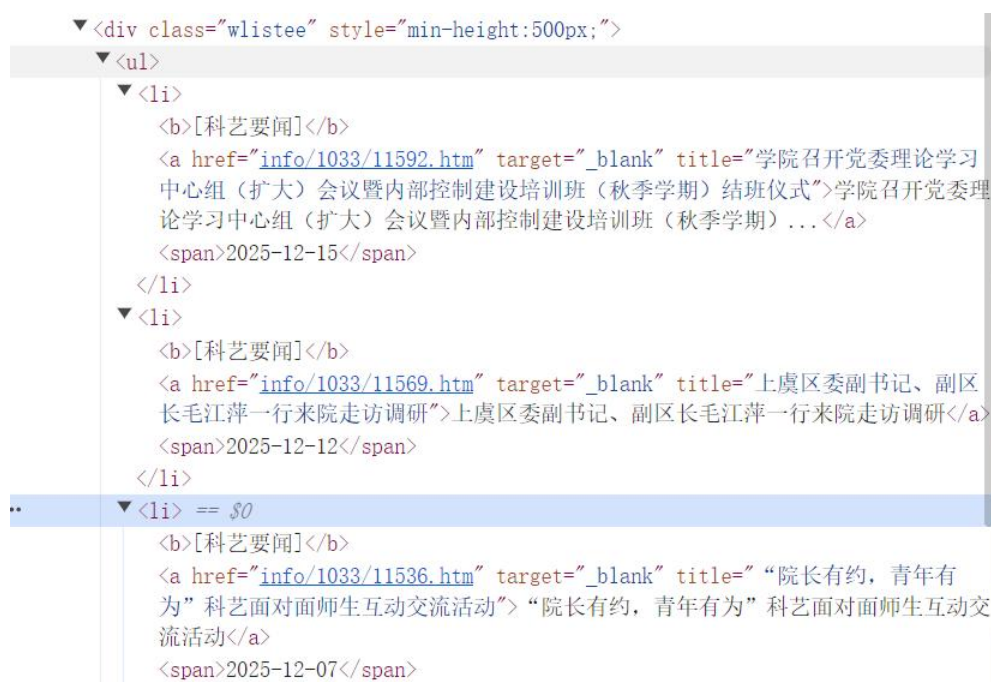 ▼<div class="wlistee" style="min-height:500px;">
▼<ul>
▼<li>
<b>[科艺要闻]</b>
<a href="info/1033/11592.htm" target="_blank" title="学院召开党委理论学习
中心组（扩大）会议暨内部控制建设培训班（秋季学期）结班仪式">学院召开党委理
论学习中心组（扩大）会议暨内部控制建设培训班（秋季学期）...</a>
<span>2025-12-15</span>
</li>
▼<li>
<b>[科艺要闻]</b>
<a href="info/1033/11569.htm" target="_blank" title="上虞区委副书记、副区
长毛江萍一行来院走访调研">上虞区委副书记、副区长毛江萍一行来院走访调研</a>
<span>2025-12-12</span>
</li>
▼<li> == $0
<b>[科艺要闻]</b>
<a href="info/1033/11536.htm" target="_blank" title="“院长有约，青年有
为”科艺面对面师生互动交流活动">“院长有约，青年有为”科艺面对面师生互动交
流活动</a>
<span>2025-12-07</span>